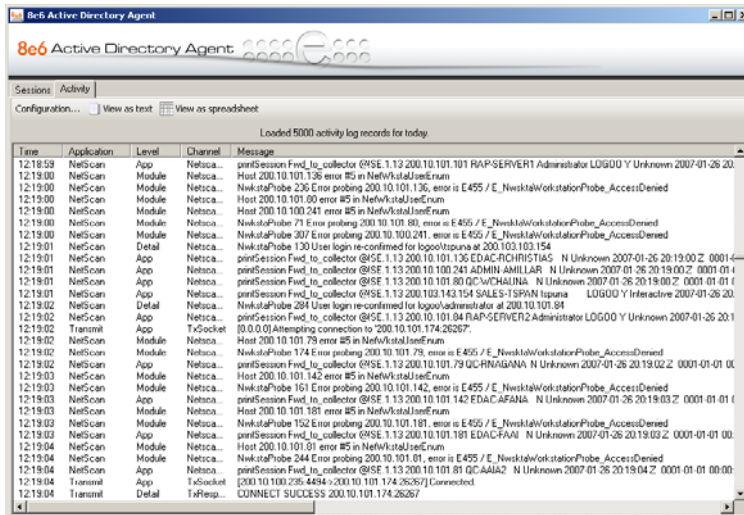 8e6 Active Directory Agent
8e6 Active Directory Agent
Sessions Activity
Configuration... View as text View as spreadsheet
Loaded 5000 activity log records for today.
Time Application Level Channel Message
12:18:59 NetScan App Netsca... printSession Fwd_to_collector @ISE.1.13 200.10.101.101 RAP-SERVER1 Administrator LOGOO Y Unknown 2007-01-26 20:
12:19:00 NetScan Module Netsca... Host 200.10.101.136 error #5 in NetWkstaUserEnum
12:19:00 NetScan Module Netsca... NwkstaProbe 236 Error probing 200.10.101.136, error is E455 / E_NwsktaWorkstationProbe_AccessDenied
12:19:00 NetScan Module Netsca... Host 200.10.101.80 error #5 in NetWkstaUserEnum
12:19:00 NetScan Module Netsca... Host 200.10.100.241 error #5 in NetWkstaUserEnum
12:19:00 NetScan Module Netsca... NwkstaProbe 71 Error probing 200.10.101.80, error is E455 / E_NwsktaWorkstationProbe_AccessDenied
12:19:00 NetScan Module Netsca... NwkstaProbe 307 Error probing 200.10.100.241, error is E455 / E_NwsktaWorkstationProbe_AccessDenied
12:19:01 NetScan Detail Netsca... NwkstaProbe 130 User login re-confirmed for logoo\tspuna at 200.103.103.154
12:19:01 NetScan App Netsca... printSession Fwd_to_collector @ISE.1.13 200.10.101.136 EDAC-RCHRISTIAS N Unknown 2007-01-26 20:19:00 Z 0001-
12:19:01 NetScan App Netsca... printSession Fwd_to_collector @ISE.1.13 200.10.100.241 ADMIN-AMILLAR N Unknown 2007-01-26 20:19:00 Z 0001-01-
12:19:01 NetScan App Netsca... printSession Fwd_to_collector @ISE.1.13 200.10.101.80 QC-WCHAUNA N Unknown 2007-01-26 20:19:00 Z 0001-01-01
12:19:01 NetScan App Netsca... printSession Fwd_to_collector @ISE.1.13 200.103.143.154 SALES-TSPAN tspuna LOGOO Y Interactive 2007-01-26 20:
12:19:02 NetScan Detail Netsca... NwkstaProbe 284 User login re-confirmed for logoo\administrator at 200.10.101.84
12:19:02 NetScan App Netsca... printSession Fwd_to_collector @ISE.1.13 200.10.101.84 RAP-SERVER2 Administrator LOGOO Y Unknown 2007-01-26 20:1
12:19:02 Transmit App TxSocket [0.0.0.0] Attempting connection to "200.10.101.174:26267".
12:19:02 NetScan Module Netsca... Host 200.10.101.79 error #5 in NetWkstaUserEnum
12:19:02 NetScan Module Netsca... NwkstaProbe 174 Error probing 200.10.101.79, error is E455 / E_NwsktaWorkstationProbe_AccessDenied
12:19:02 NetScan App Netsca... printSession Fwd_to_collector @ISE.1.13 200.10.101.79 QC-RNAGANA N Unknown 2007-01-26 20:19:02 Z 0001-01-01
12:19:03 NetScan Module Netsca... Host 200.10.101.142 error #5 in NetWkstaUserEnum
12:19:03 NetScan Module Netsca... NwkstaProbe 161 Error probing 200.10.101.142, error is E455 / E_NwsktaWorkstationProbe_AccessDenied
12:19:03 NetScan App Netsca... printSession Fwd_to_collector @ISE.1.13 200.10.101.142 EDAC-AFANA N Unknown 2007-01-26 20:19:03 Z 0001-01-01
12:19:03 NetScan Module Netsca... Host 200.10.101.181 error #5 in NetWkstaUserEnum
12:19:03 NetScan Module Netsca... NwkstaProbe 152 Error probing 200.10.101.181, error is E455 / E_NwsktaWorkstationProbe_AccessDenied
12:19:03 NetScan App Netsca... printSession Fwd_to_collector @ISE.1.13 200.10.101.181 EDAC-FAAI N Unknown 2007-01-26 20:19:03 Z 0001-01-01 00:
12:19:04 NetScan Module Netsca... Host 200.10.101.81 error #5 in NetWkstaUserEnum
12:19:04 NetScan Module Netsca... NwkstaProbe 244 Error probing 200.10.101.81, error is E455 / E_NwsktaWorkstationProbe_AccessDenied
12:19:04 NetScan App Netsca... printSession Fwd_to_collector @ISE.1.13 200.10.101.81 QC-AAIA2 N Unknown 2007-01-26 20:19:04 Z 0001-01-01 00:00:
12:19:04 Transmit App TxSocket [200.10.100.235:4494->200.10.101.174:26267] Connected.
12:19:04 Transmit Detail TxResp... CONNECT SUCCESS 200.10.101.174:26267